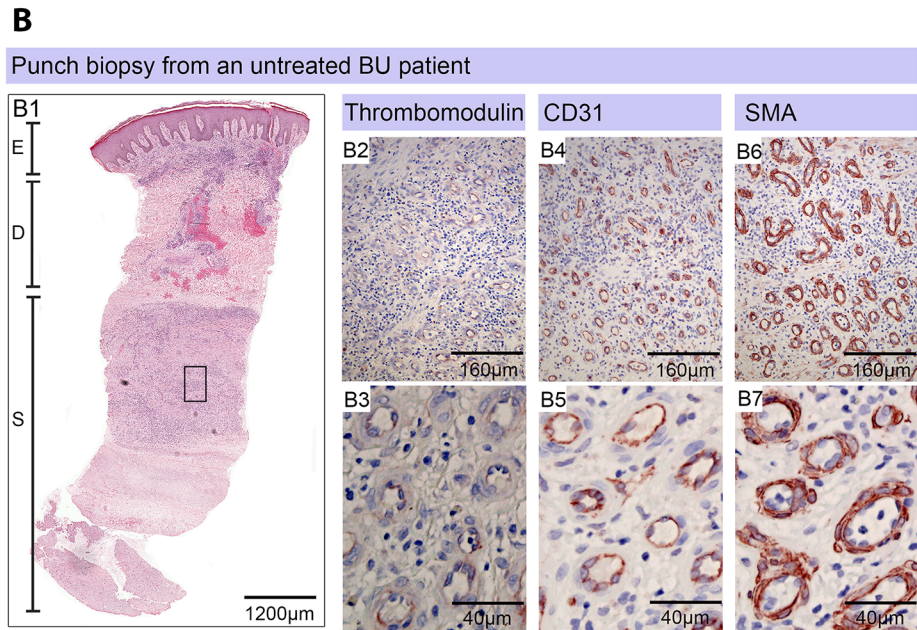 B
Punch biopsy from an untreated BU patient
B1
E
D
S
1200µm
Thrombomodulin
CD31
SMA
B2
160µm
B4
160µm
B6
160µm
B3
40µm
B5
40µm
B7
40µm